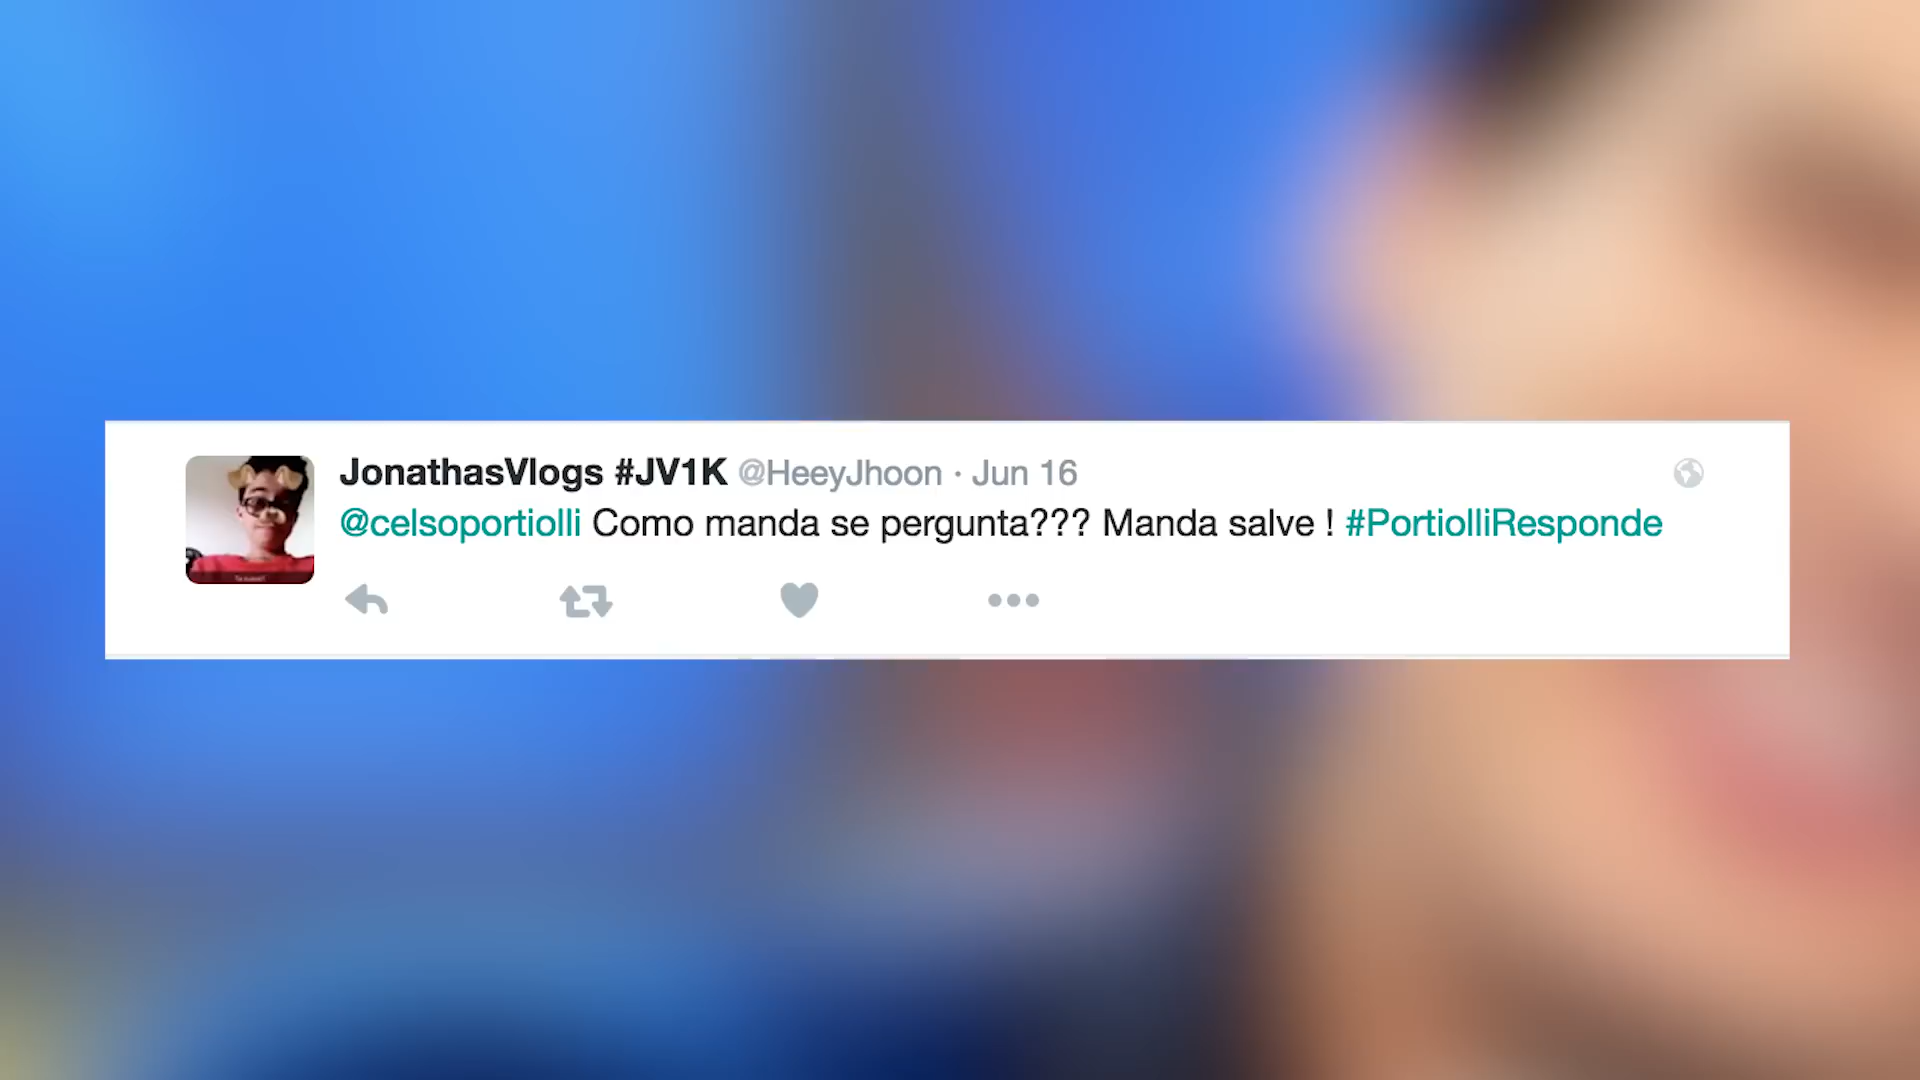 JonathasVlogs #JV1K @HeeyJhoon · Jun 16
@celsoportiolli Como manda se pergunta??? Manda salve ! #PortiolliResponde